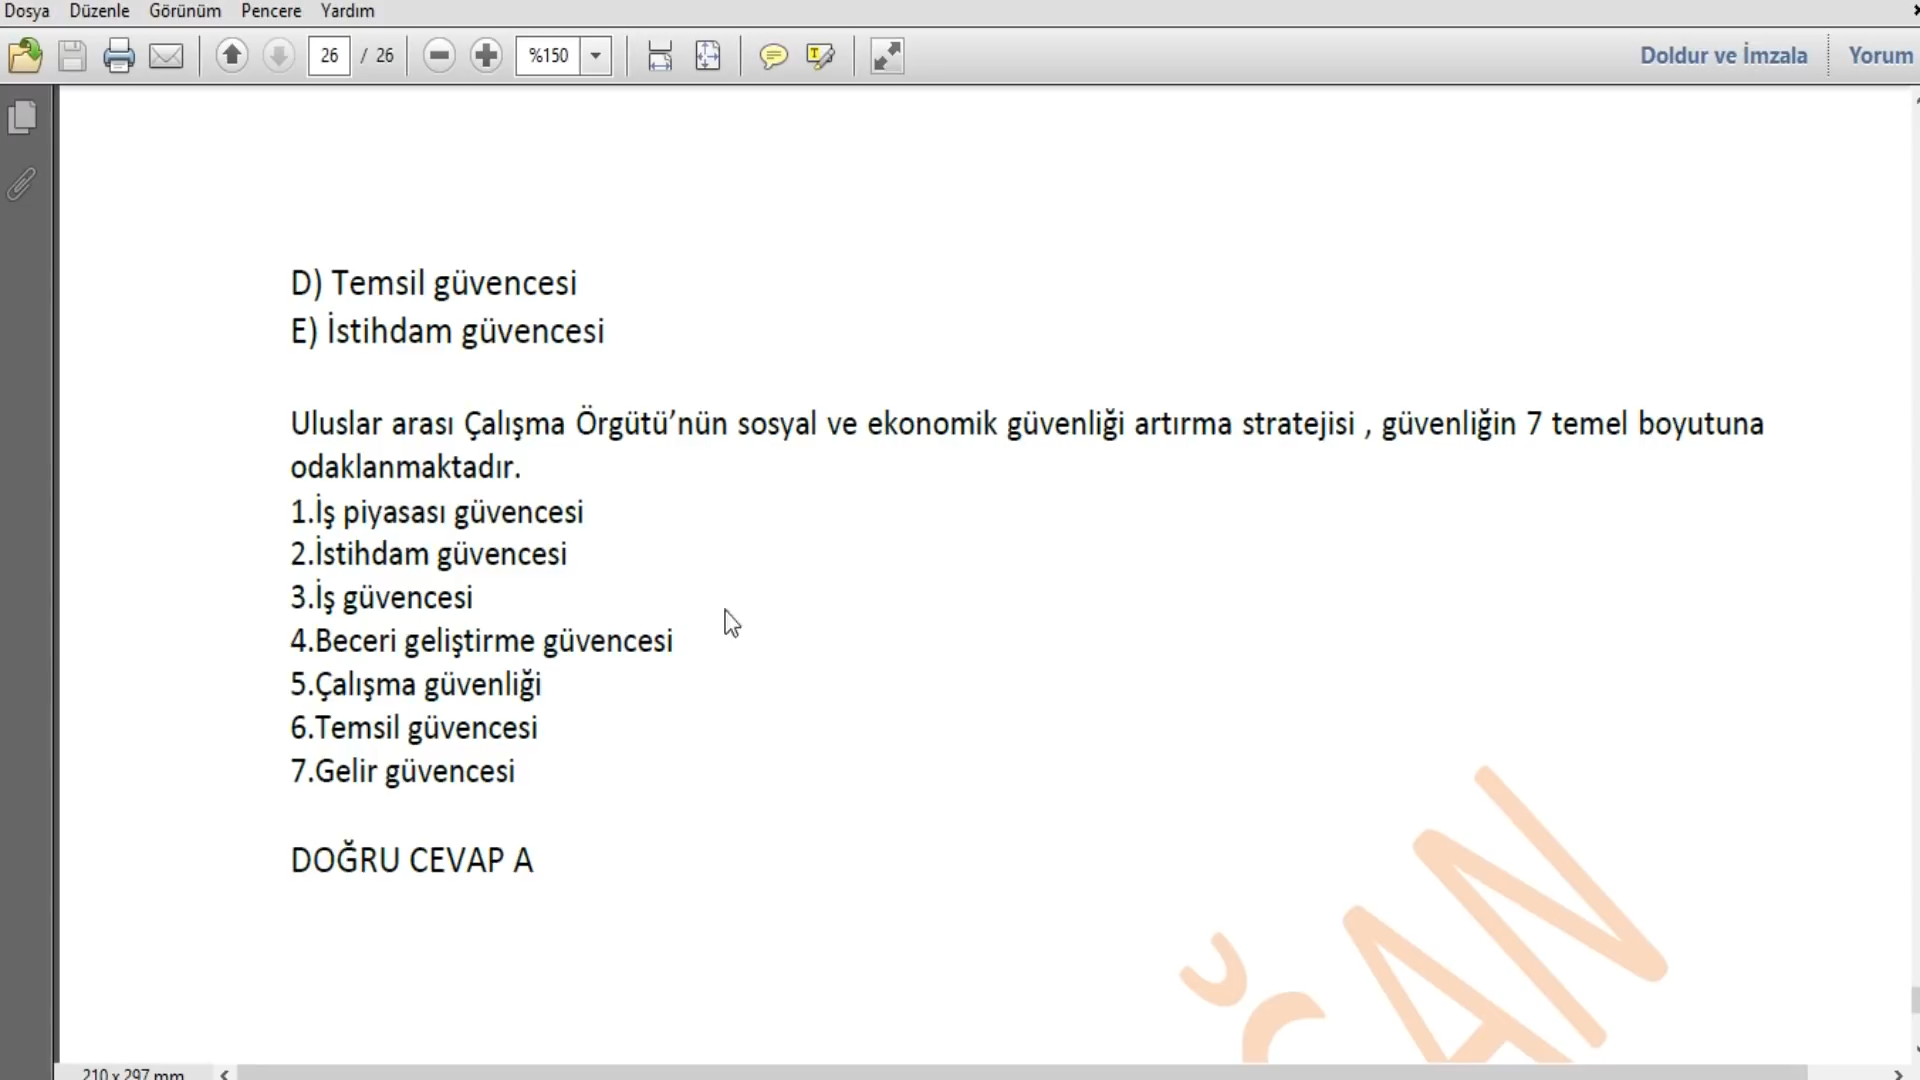 Dosya Düzenle Görünüm Pencere Yardım
26 / 26 %150 Doldur ve İmzala Yorum
D) Temsil güvencesi
E) İstihdam güvencesi
Uluslar arası Çalışma Örgütü’nün sosyal ve ekonomik güvenliği artırma stratejisi , güvenliğin 7 temel boyutuna
odaklanmaktadır.
1.İş piyasası güvencesi
2.İstihdam güvencesi
3.İş güvencesi
4.Beceri geliştirme güvencesi
5.Çalışma güvenliği
6.Temsil güvencesi
7.Gelir güvencesi
DOĞRU CEVAP A
ĞAN
210 x 297 mm